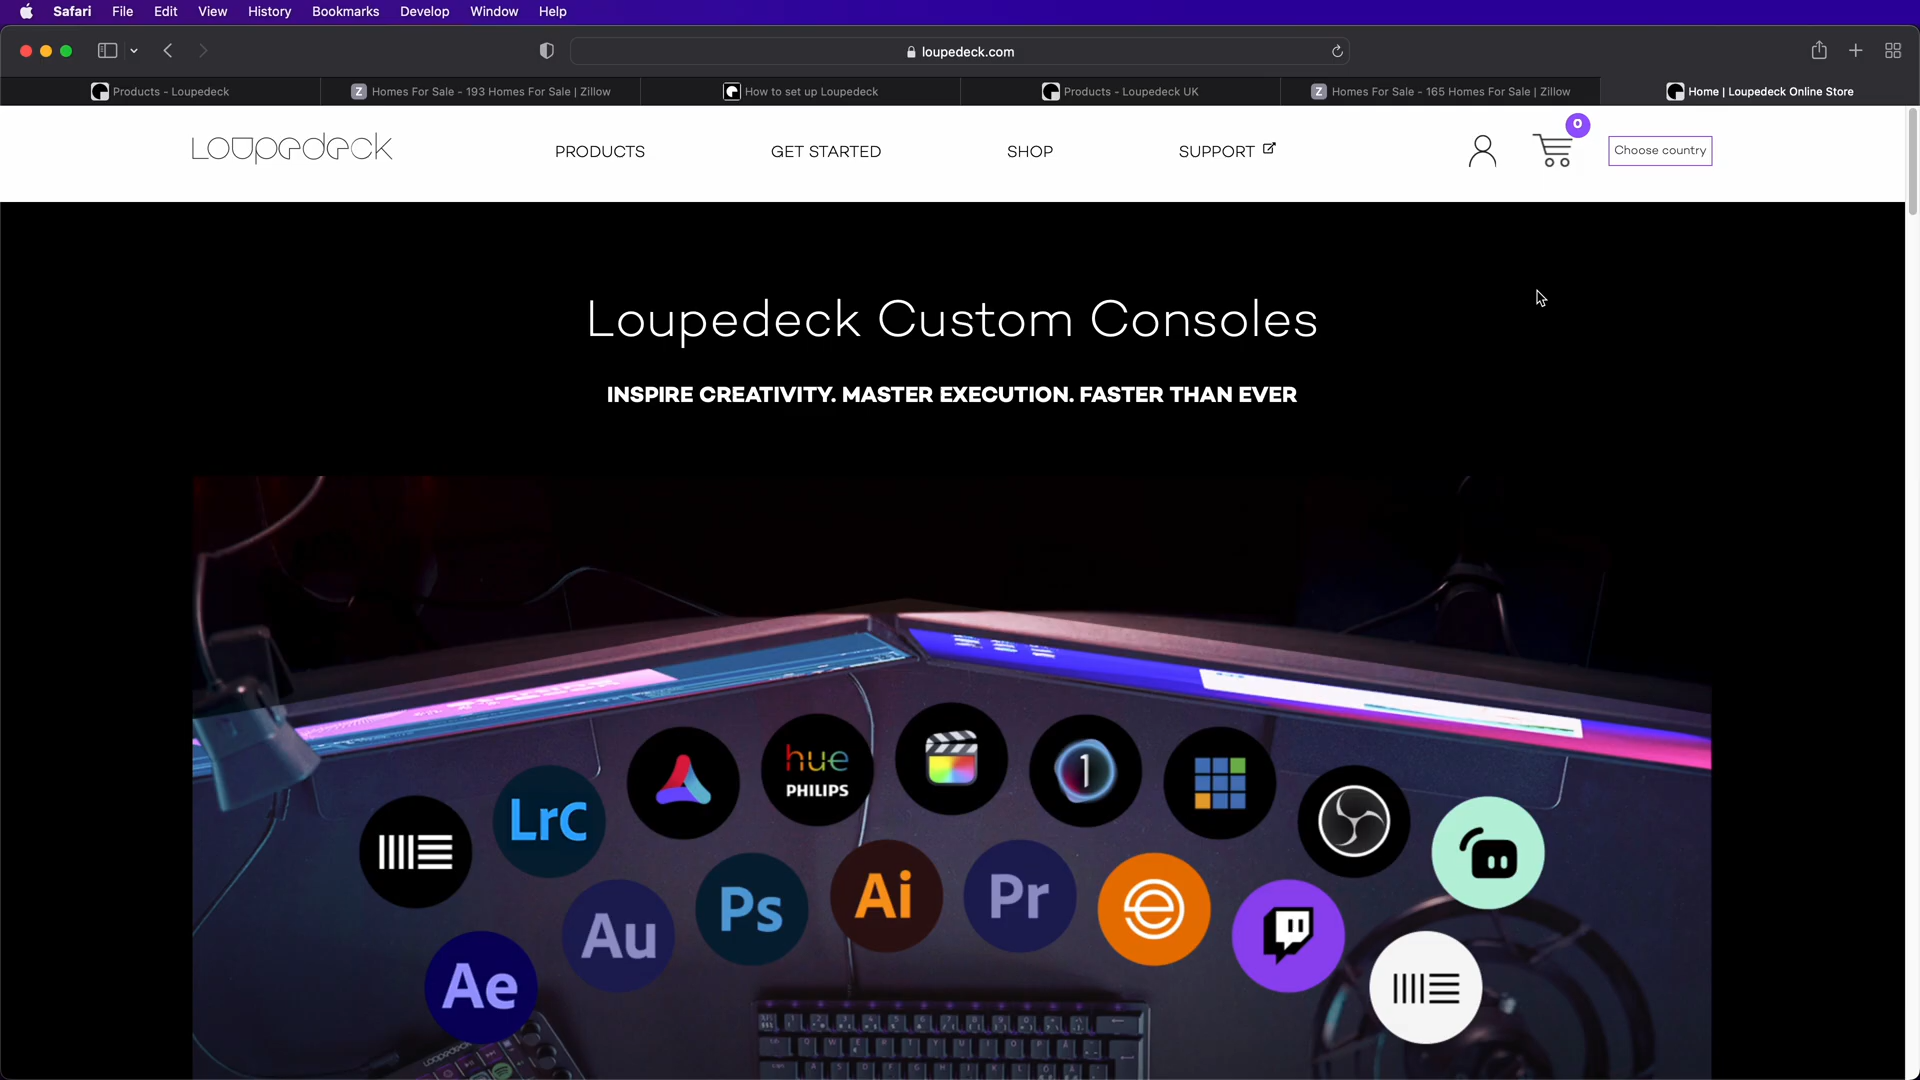 Safari File Edit View History Bookmarks Develop Window Help
loupedeck.com
Products - Loupedeck
Z Homes For Sale - 193 Homes For Sale | Zillow
How to set up Loupedeck
Products - Loupedeck UK
Z Homes For Sale - 165 Homes For Sale | Zillow
Home | Loupedeck Online Store
Loupedeck
PRODUCTS
GET STARTED
SHOP
SUPPORT
0
Choose country
Loupedeck Custom Consoles
INSPIRE CREATIVITY. MASTER EXECUTION. FASTER THAN EVER
hue
PHILIPS
1
LrC
Ai
Pr
Ps
Au
Ae